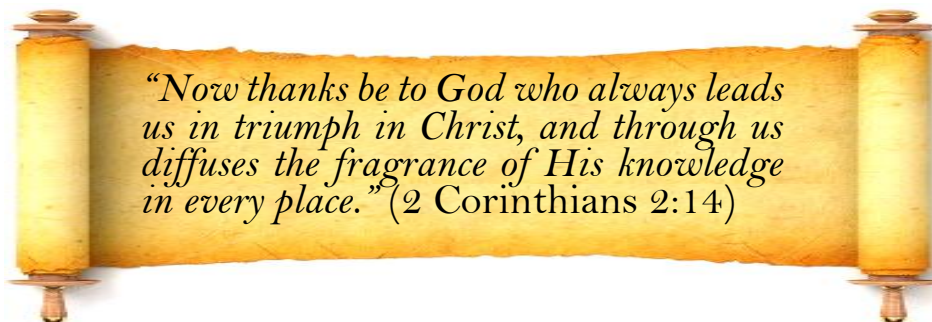 “Now thanks be to God who always leads
us in triumph in Christ, and through us
diffuses the fragrance of His knowledge
in every place.” (2 Corinthians 2:14)